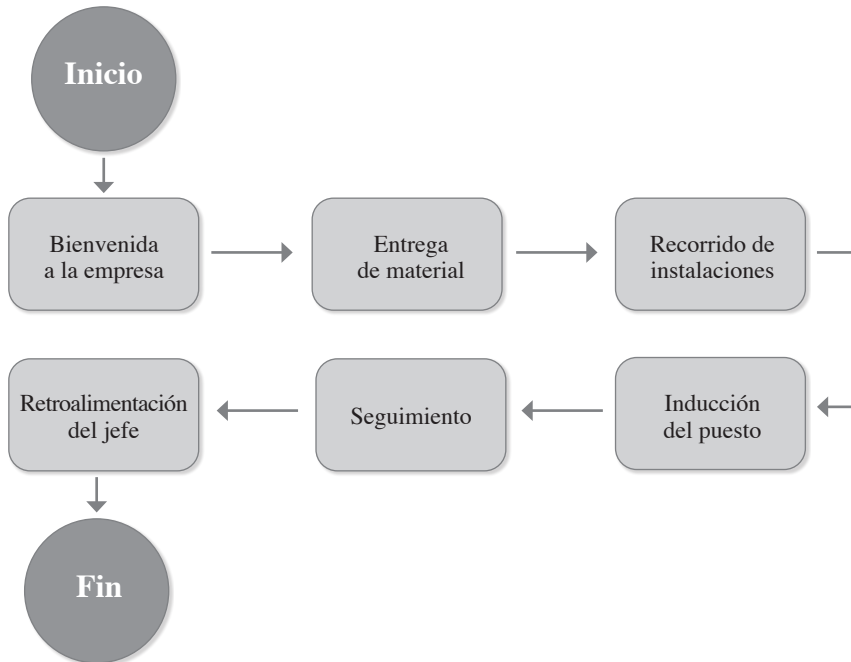 Inicio
Bienvenida
a la empresa
Entrega
de material
Recorrido de
instalaciones
Inducción
del puesto
Seguimiento
Retroalimentación
del jefe
Fin